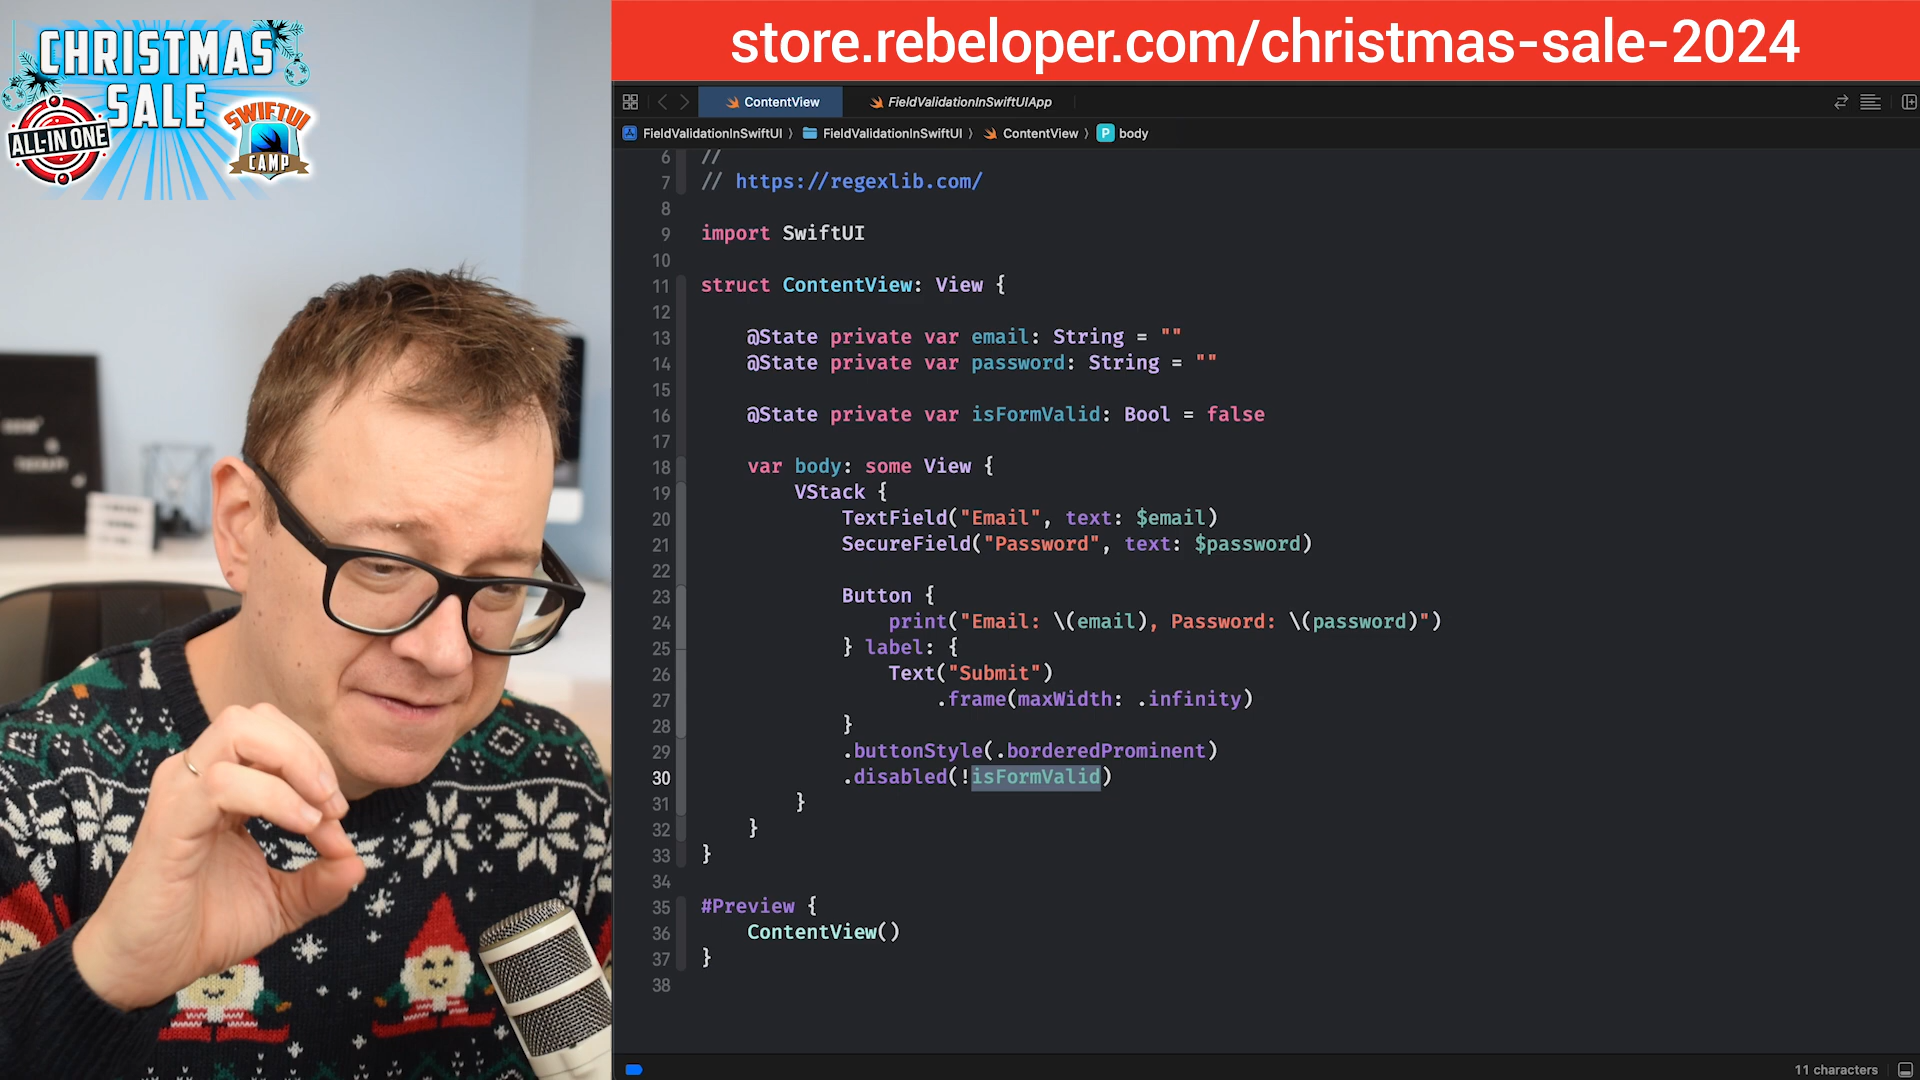 CHRISTMAS
SALE
ALL-IN ONE
SWIFTUI
CAMP
store.rebeloper.com/christmas-sale-2024
ContentView
FieldValidationInSwiftUIApp
FieldValidationInSwiftUI 〉 FieldValidationInSwiftUI 〉 ContentView 〉 P body
6 //
7 // https://regexlib.com/
8
9 import SwiftUI
10
11 struct ContentView: View {
12
13 @State private var email: String = ""
14 @State private var password: String = ""
15
16 @State private var isFormValid: Bool = false
17
18 var body: some View {
19 VStack {
20 TextField("Email", text: $email)
21 SecureField("Password", text: $password)
22
23 Button {
24 print("Email: \(email), Password: \(password)")
25 } label: {
26 Text("Submit")
27 .frame(maxWidth: .infinity)
28 }
29 .buttonStyle(.borderedProminent)
30 .disabled(!isFormValid)
31 }
32 }
33 }
34
35 #Preview {
36 ContentView()
37 }
38
11 characters